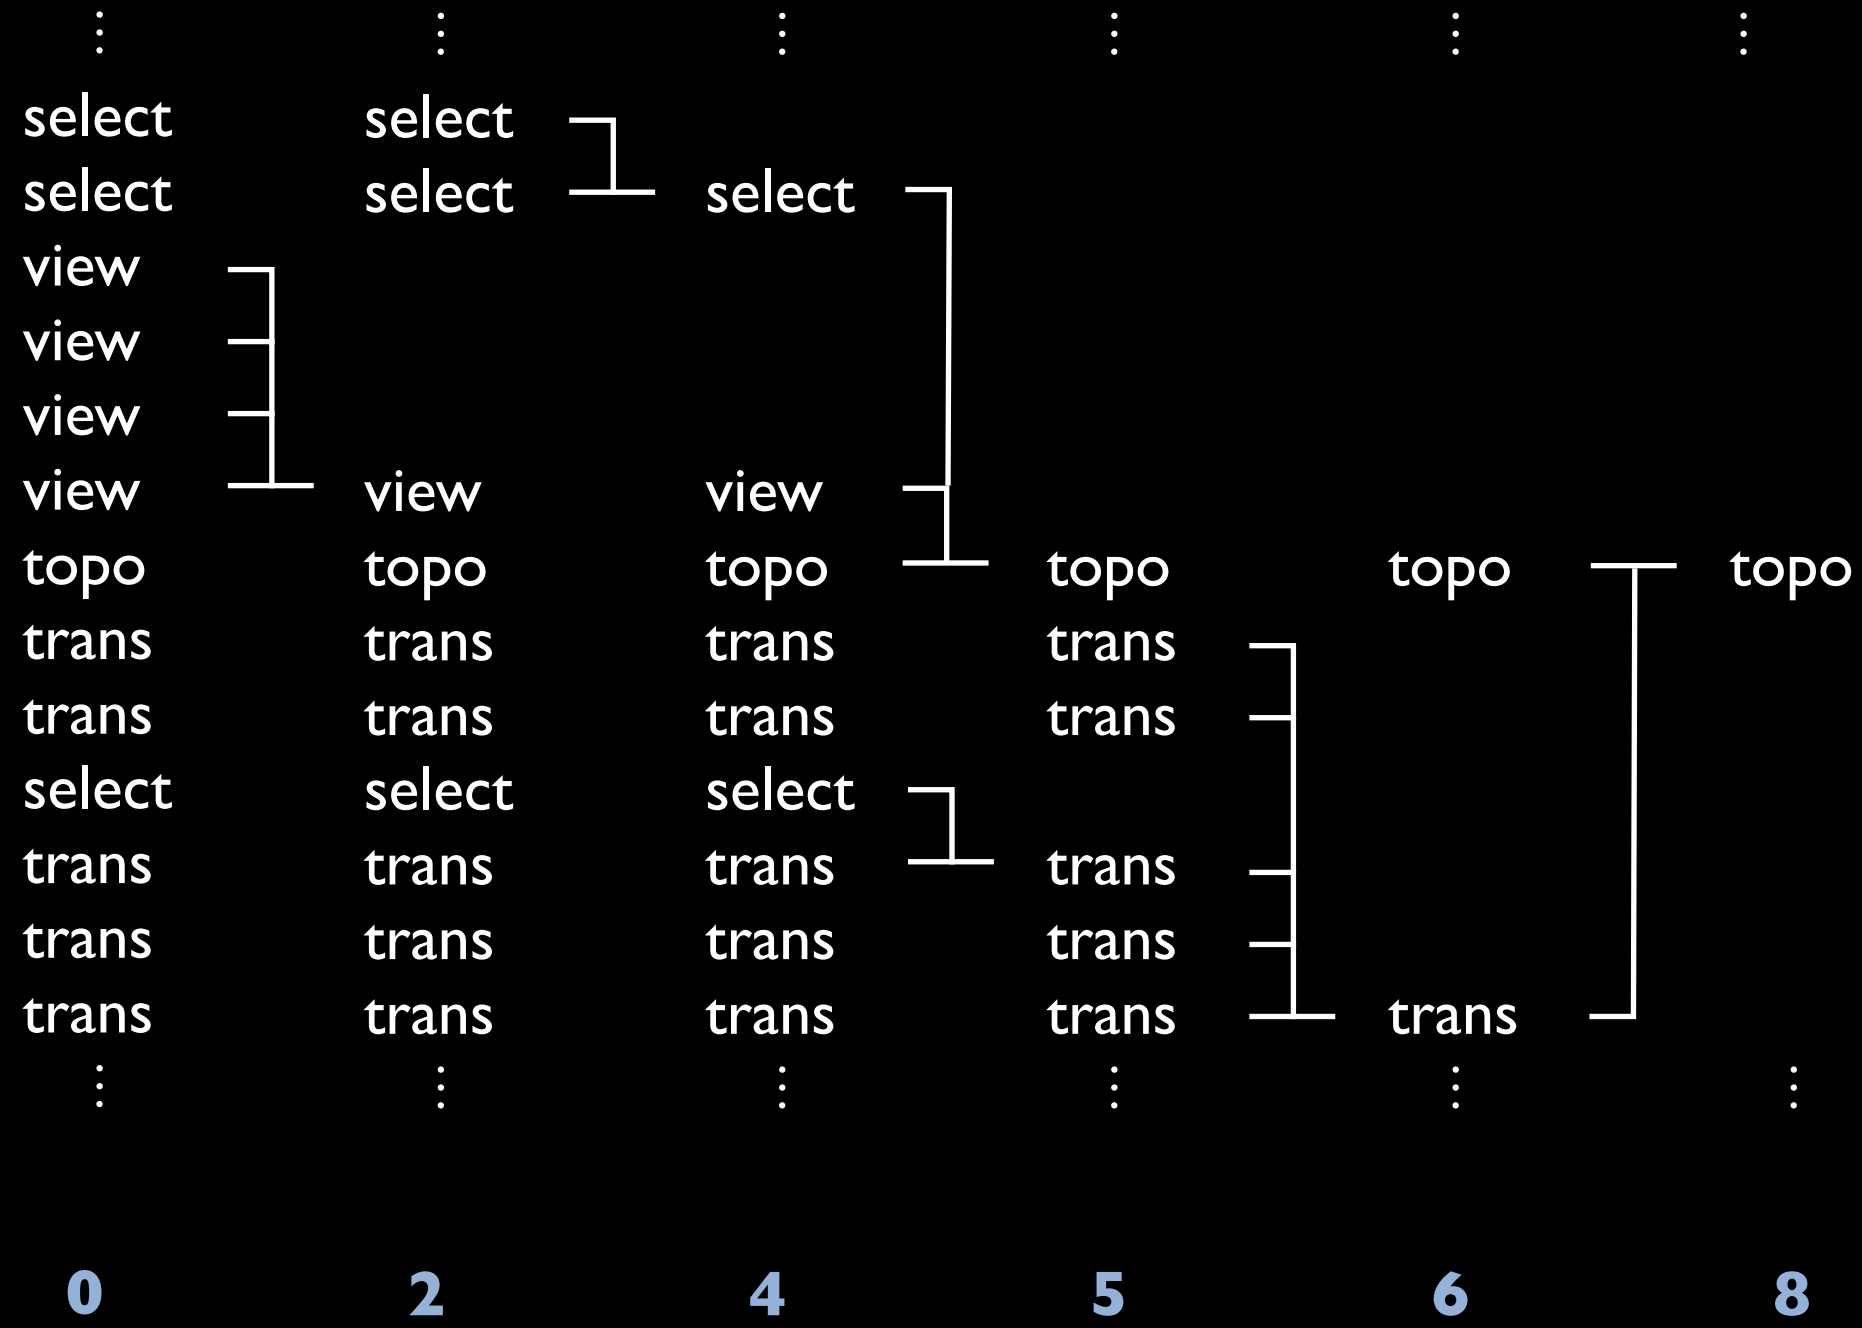 select select
select select select
view
view
view
view view view
topo topo topo topo topo topo
trans trans trans trans
trans trans trans trans
select select select
trans trans trans trans
trans trans trans trans
trans trans trans trans trans
0 2 4 5 6 8